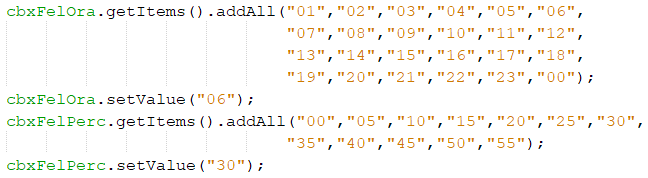 cbxFelOra.getItems().addAll("01","02","03","04","05","06",
"07","08","09","10","11","12",
"13","14","15","16","17","18",
"19","20","21","22","23","00");
cbxFelOra.setValue("06");
cbxFelPerc.getItems().addAll("00","05","10","15","20","25","30",
"35","40","45","50","55");
cbxFelPerc.setValue("30");